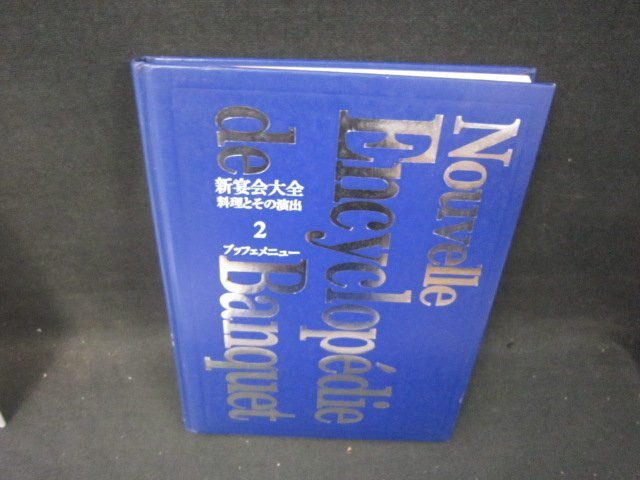 Nouvelle
Encyclopédie
de
Banquet
新宴会大全
料理とその演出
2
ブッフェメニュー